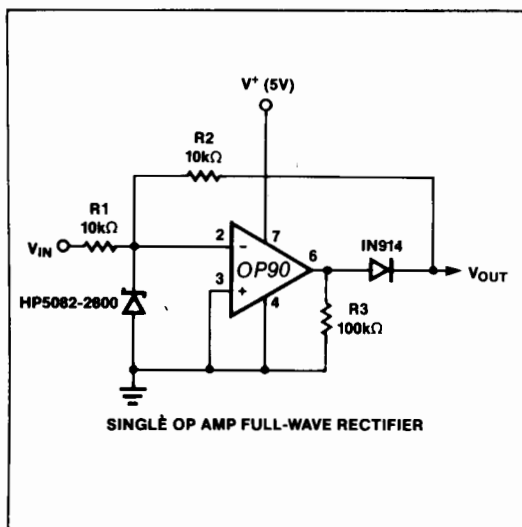 V+ (5V)
R2
10kΩ
R1
10kΩ
VIN
2
7
IN914
6
OP90
VOUT
3
4
HP5082-2800
R3
100kΩ
SINGLE OP AMP FULL-WAVE RECTIFIER